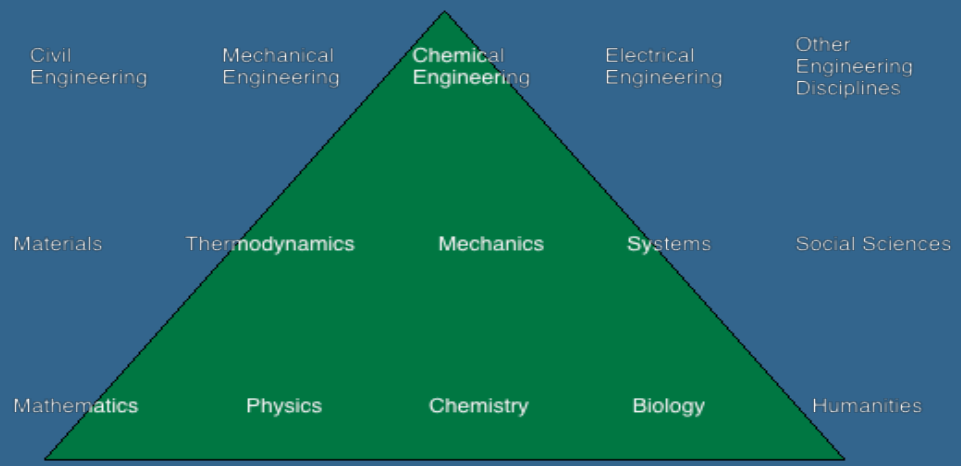 Civil
Engineering
Mechanical
Engineering
Chemical
Engineering
Electrical
Engineering
Other
Engineering
Disciplines
Materials
Thermodynamics
Mechanics
Systems
Social Sciences
Mathematics
Physics
Chemistry
Biology
Humanities